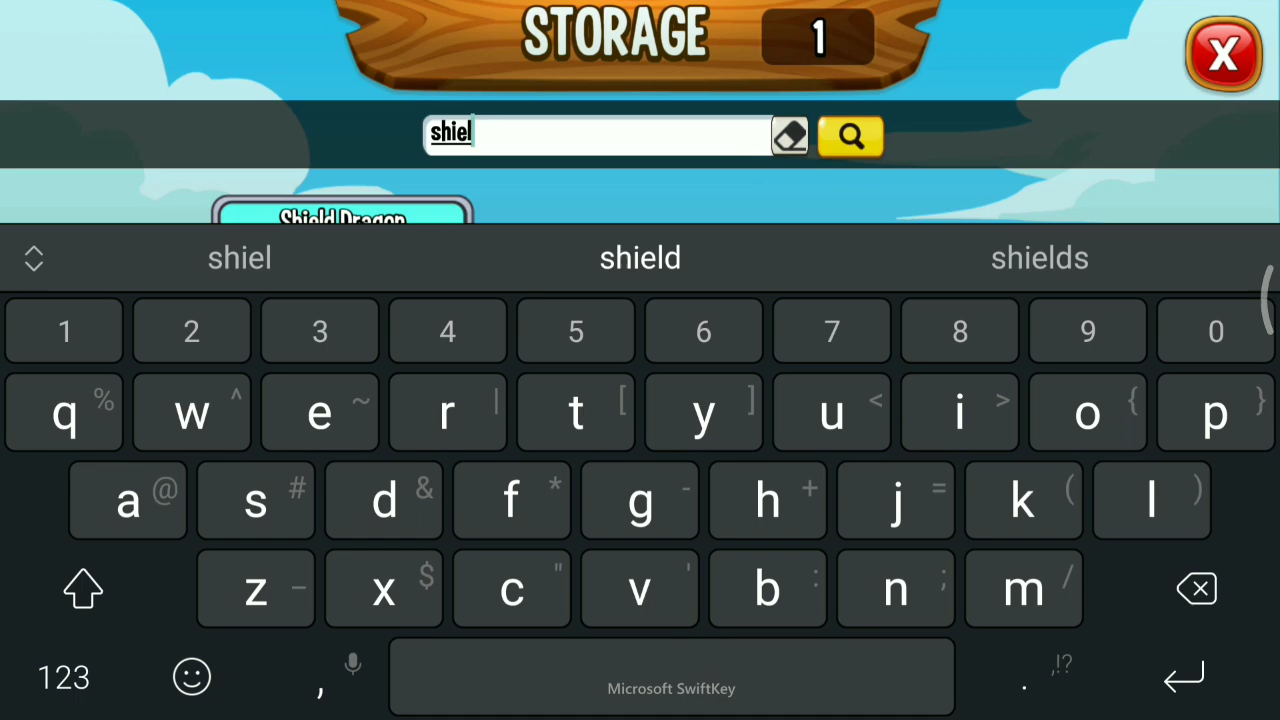 STORAGE 1
X
shiel
Shield Dragon
shiel shield shields
1 2 3 4 5 6 7 8 9 0
q % w ^ e ~ r | t [ y ] u < i > o { p }
a @ s # d & f * g - h + j = k ( l )
z _ x $ c " v ' b : n ; m /
123 , Microsoft SwiftKey . ,!?